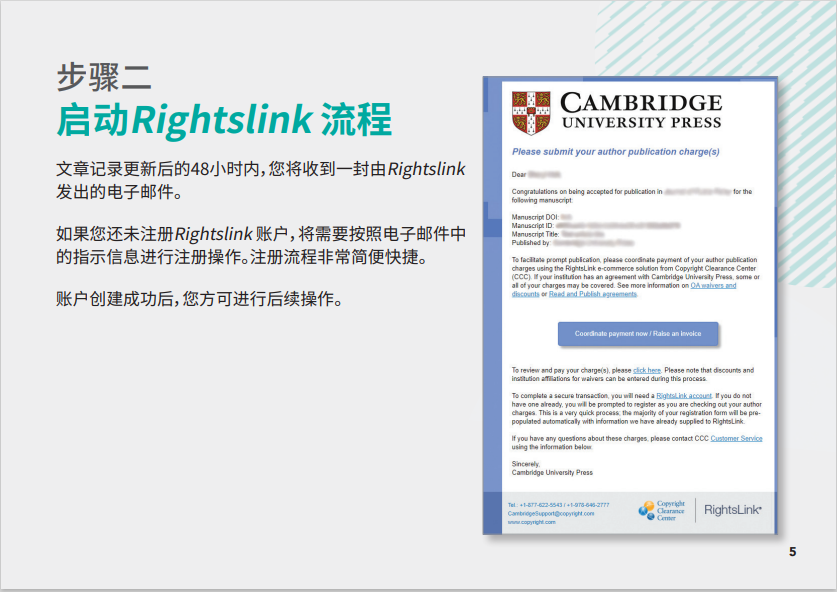 步骤二
启动Rightslink 流程
文章记录更新后的48小时内，您将收到一封由Rightslink
发出的电子邮件。
如果您还未注册Rightslink 账户，将需要按照电子邮件中
的指示信息进行注册操作。注册流程非常简便快捷。
账户创建成功后，您方可进行后续操作。
CAMBRIDGE
UNIVERSITY PRESS
Please submit your author publication charge(s)
Dear
Congratulations on being accepted for publication in for the
following manuscript:
Manuscript DOI:
Manuscript ID:
Manuscript Title:
Published by:
To facilitate prompt publication, please coordinate payment of your author publication
charges using the RightsLink e-commerce solution from Copyright Clearance Center
(CCC). If your institution has an agreement with Cambridge University Press, some or
all of your charges may be covered. See more information on OA waivers and
discounts or Read and Publish agreements.
Coordinate payment now / Raise an invoice
To review and pay your charge(s), please click here. Please note that discounts and
institution affiliations for waivers can be entered during this process.
To complete a secure transaction, you will need a RightsLink account. If you do not
have one already, you will be prompted to register as you are checking out your author
charges. This is a very quick process; the majority of your registration form will be pre-
populated automatically with information we have already supplied to RightsLink.
If you have any questions about these charges, please contact CCC Customer Service
using the information below.
Sincerely,
Cambridge University Press
Tel : +1-877-622-5543 / +1-978-646-2777
CambridgeSupport@copyright.com
www.copyright.com
Copyright
Clearance
Center
RightsLink
5